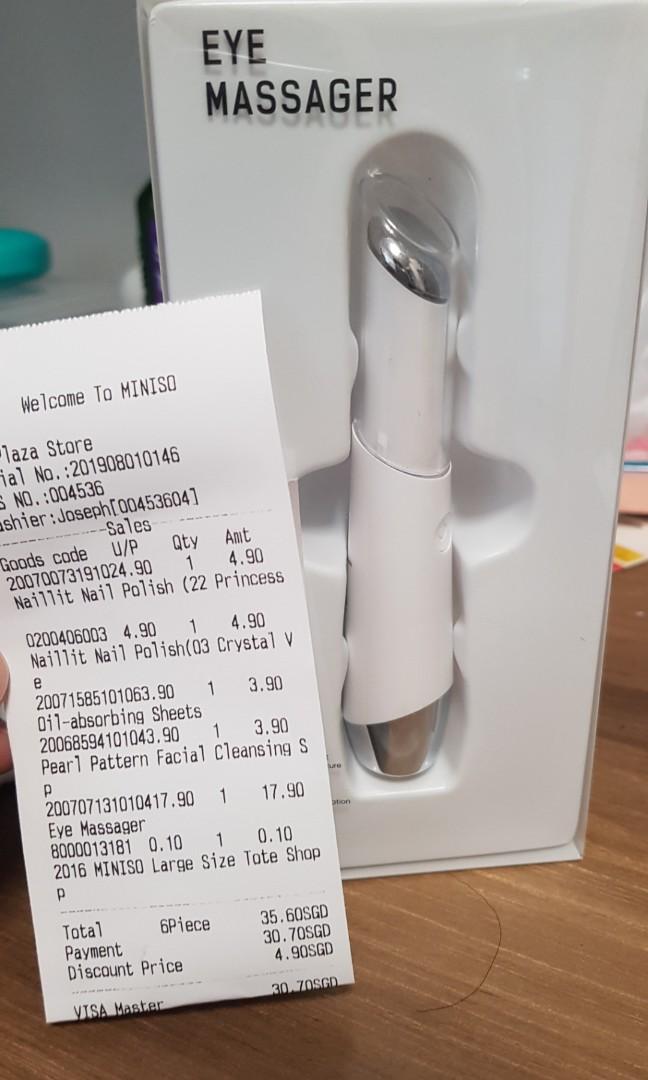 EYE
MASSAGER
Welcome To MINISO
Plaza Store
ial No.:201908010146
S NO.:004536
ashier:Joseph[00453604]
Sales
Goods code U/P Qty Amt
20070073191024.90 1 4.90
Naillit Nail Polish (22 Princess
0200406003 4.90 1 4.90
Naillit Nail Polish(03 Crystal V
e
20071585101063.90 1 3.90
Oil-absorbing Sheets
20068594101043.90 1 3.90
Pearl Pattern Facial Cleansing S
p
200707131010417.90 1 17.90
Eye Massager
8000013181 0.10 1 0.10
2016 MINISO Large Size Tote Shop
p
Total 6Piece 35.60SGD
Payment 30.70SGD
Discount Price 4.90SGD
30.70SGD
VISA Master